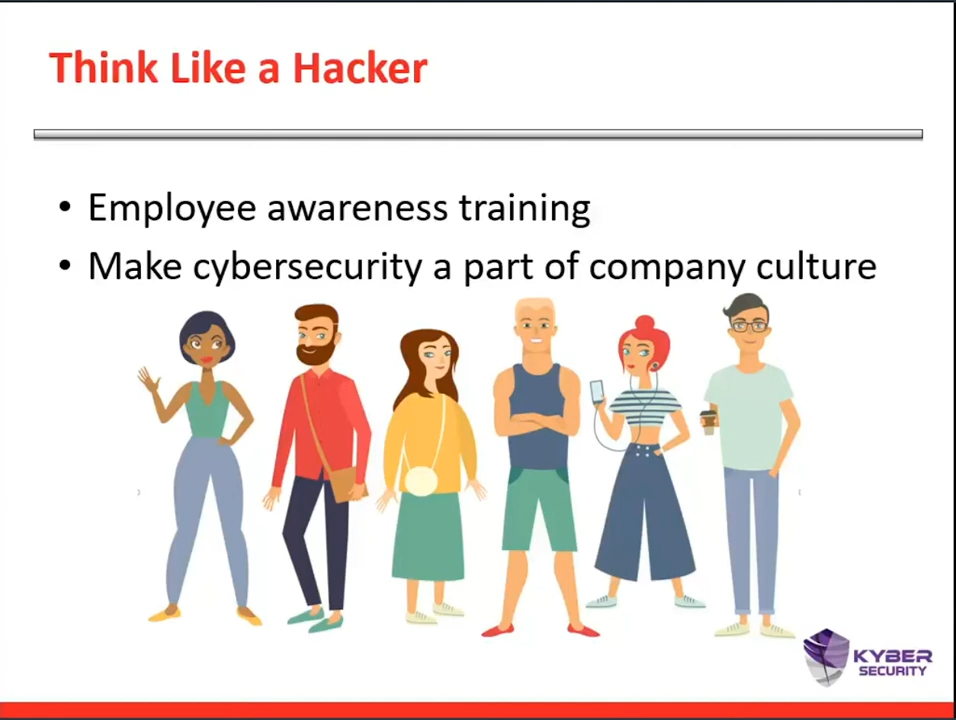 Think Like a Hacker
• Employee awareness training
• Make cybersecurity a part of company culture
KYBER
SECURITY